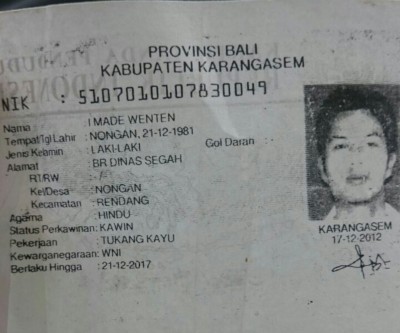 PROVINSI BALI
KABUPATEN KARANGASEM
NIK : 5107010107830049
Nama : I MADE WENTEN
Tempat/Tgl Lahir : NONGAN, 21-12-1981
Jenis Kelamin : LAKI-LAKI Gol Darah :
Alamat : BR DINAS SEGAH
RT/RW : -/-
Kel/Desa : NONGAN
Kecamatan : RENDANG
Agama : HINDU
Status Perkawinan: KAWIN
Pekerjaan : TUKANG KAYU
Kewarganegaraan: WNI
Berlaku Hingga : 21-12-2017
KARANGASEM
17-12-2012